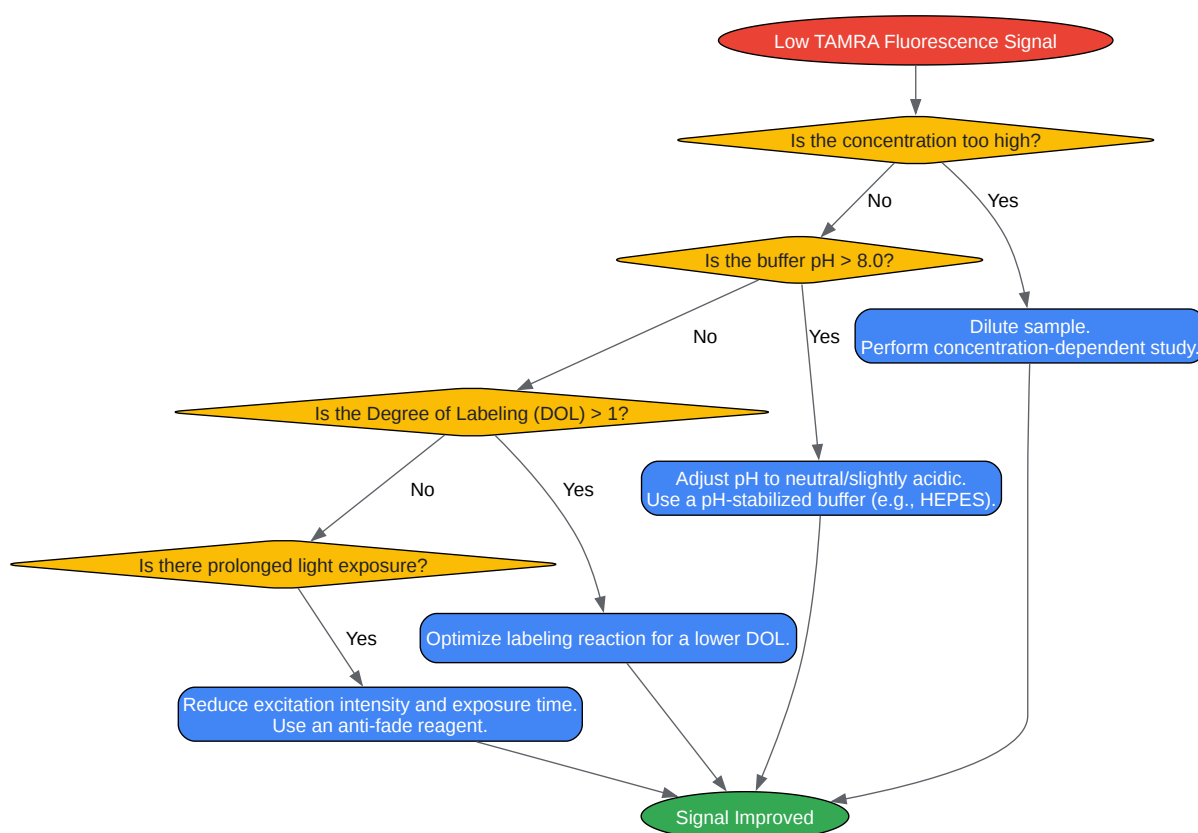 Low TAMRA Fluorescence Signal
Is the concentration too high?
No
Yes
Is the buffer pH > 8.0?
Dilute sample.
Perform concentration-dependent study.
No
Yes
Is the Degree of Labeling (DOL) > 1?
Adjust pH to neutral/slightly acidic.
Use a pH-stabilized buffer (e.g., HEPES).
No
Yes
Is there prolonged light exposure?
Yes
Optimize labeling reaction for a lower DOL.
Reduce excitation intensity and exposure time.
Use an anti-fade reagent.
Signal Improved